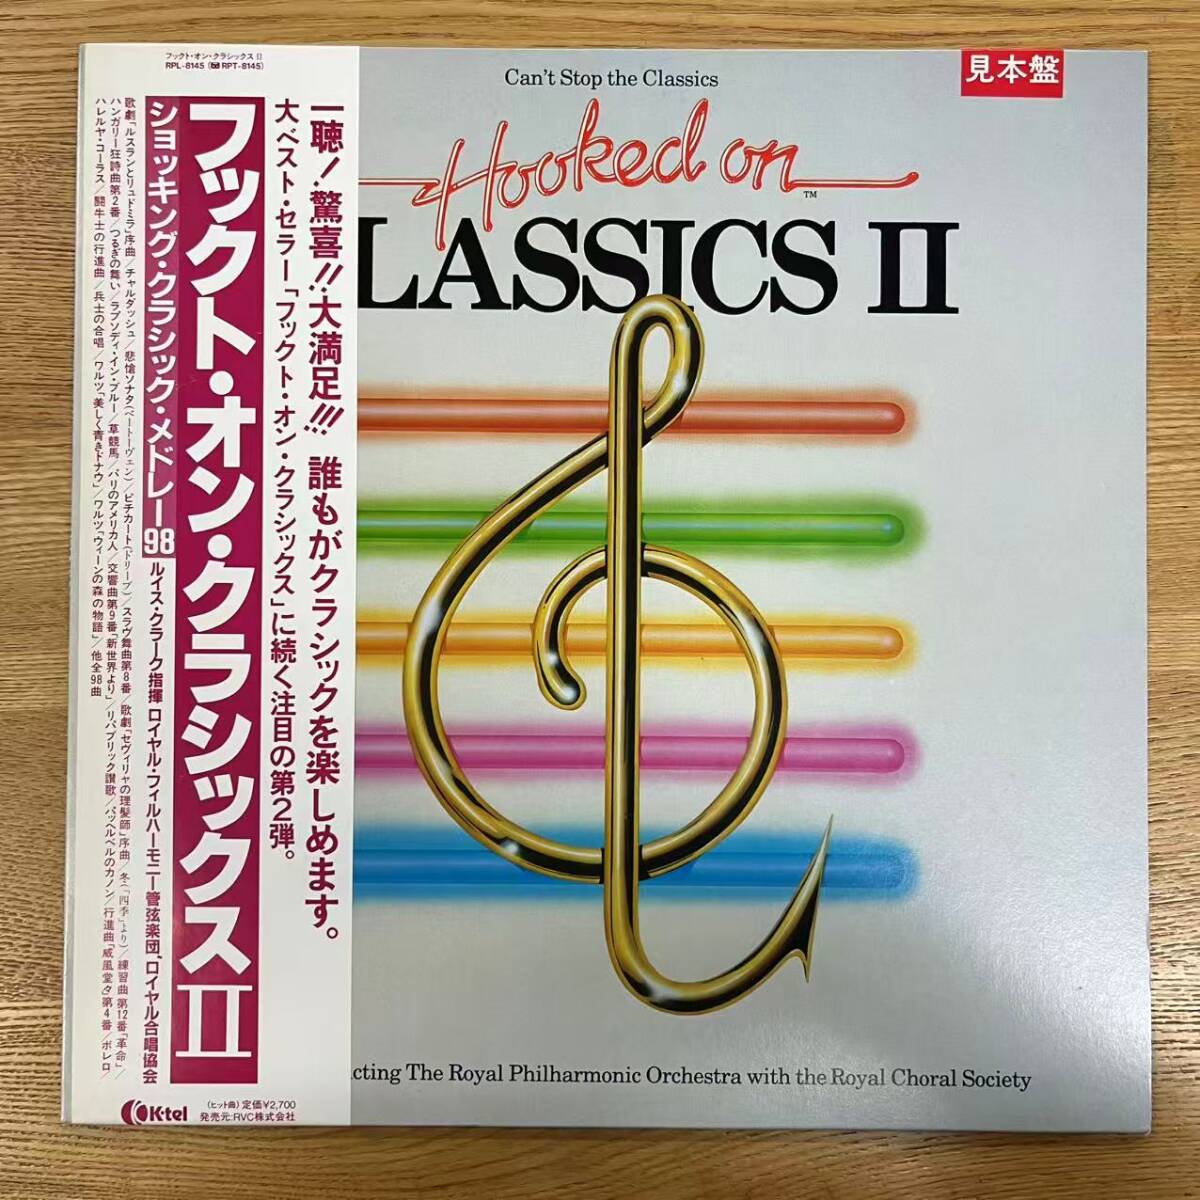 フックト・オン・クラシックス II
RPL-8145 (RPT-8145)
一聴!驚喜!!大満足!!!誰もがクラシックを楽しめます。
大ベスト・セラー「フックト・オン・クラシックス」に続く注目の第2弾。
フックト・オン・クラシックス II
ショッキング・クラシック・メドレー98
ルイス・クラーク指揮 ロイヤル・フィルハーモニー管弦楽団、ロイヤル合唱協会
歌劇「ルスランとリュドミラ」序曲/チャルダッシュ/悲愴ソナタ(ベートーヴェン)/ピチカート(ドリーブ)/スラヴ舞曲第8番/歌劇「セヴィリャの理髪師」序曲/冬(「四季」より)/練習曲 第12番「革命」/
ハンガリー狂詩曲第2番/つるぎの舞い/ラプソディ・イン・ブルー/草競馬/パリのアメリカ人/交響曲第9番「新世界より」/リパブリック讃歌/パッヘルベルのカノン/行進曲「威風堂々」第4番/ボレロ/
ハレルヤ・コーラス/闘牛士の行進曲/兵士の合唱/ワルツ「美しく青きドナウ」/ワルツ「ウィーンの森の物語」/他全98曲
K-tel
(ヒット曲) 定価¥2,700
発売元:RVC株式会社
Can't Stop the Classics
見本盤
Hooked on
TM
LASSICS II
cting The Royal Philharmonic Orchestra with the Royal Choral Society